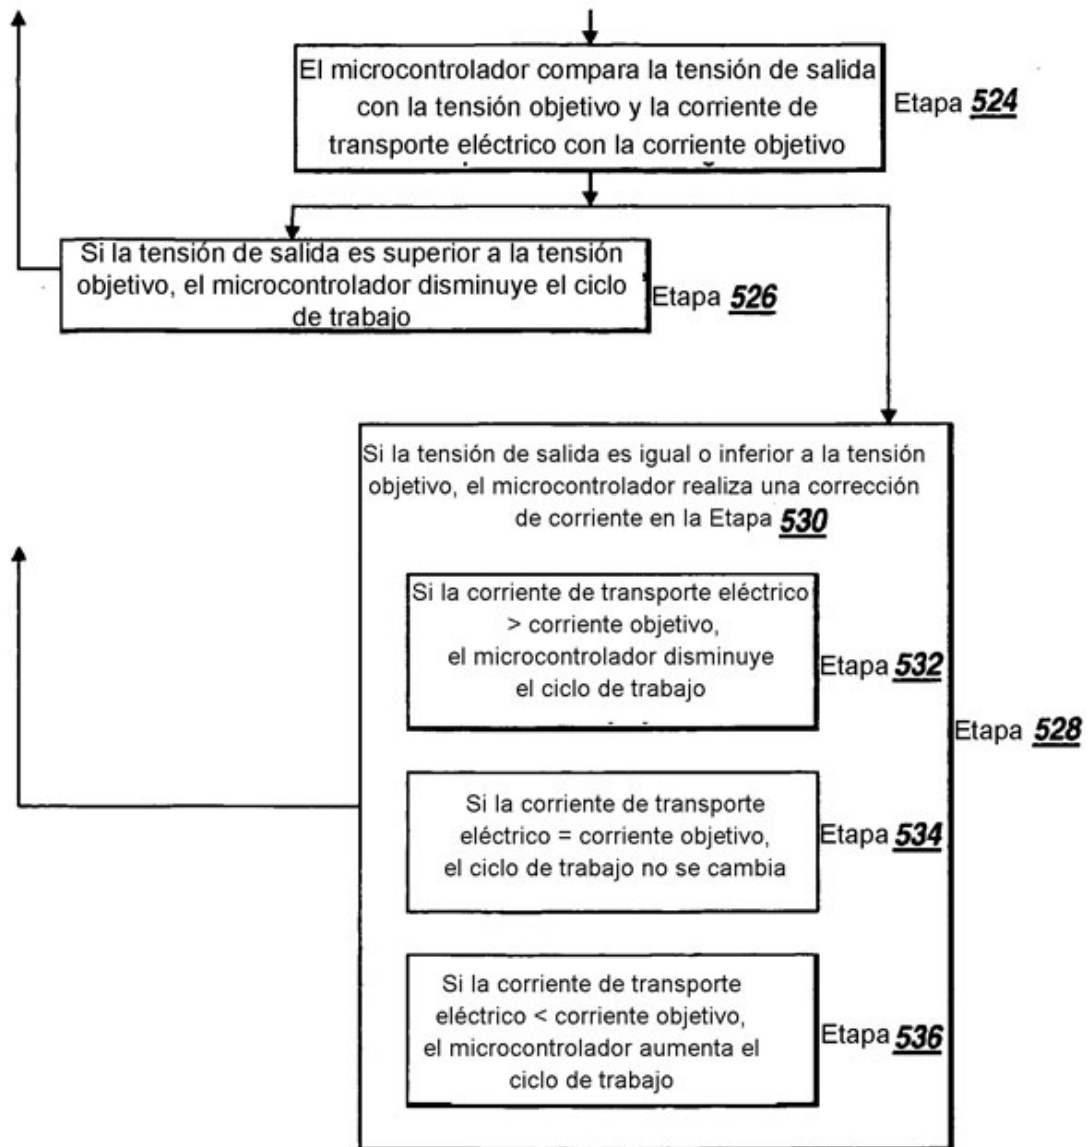 El microcontrolador compara la tensión de salida
con la tensión objetivo y la corriente de
transporte eléctrico con la corriente objetivo
Etapa 524
Si la tensión de salida es superior a la tensión
objetivo, el microcontrolador disminuye el ciclo
de trabajo
Etapa 526
Si la tensión de salida es igual o inferior a la tensión
objetivo, el microcontrolador realiza una corrección
de corriente en la Etapa 530
Si la corriente de transporte eléctrico
> corriente objetivo,
el microcontrolador disminuye
el ciclo de trabajo
Etapa 532
Etapa 528
Si la corriente de transporte
eléctrico = corriente objetivo,
el ciclo de trabajo no se cambia
Etapa 534
Si la corriente de transporte
eléctrico < corriente objetivo,
el microcontrolador aumenta el
ciclo de trabajo
Etapa 536